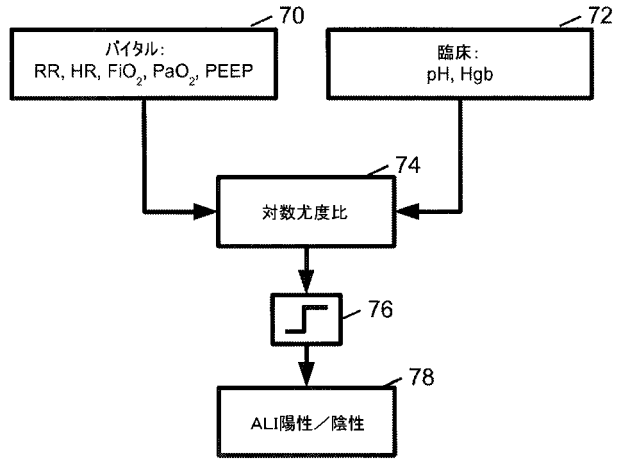 70
バイタル:
RR, HR, FiO₂, PaO₂, PEEP
72
臨床:
pH, Hgb
74
対数尤度比
76
78
ALI陽性／陰性